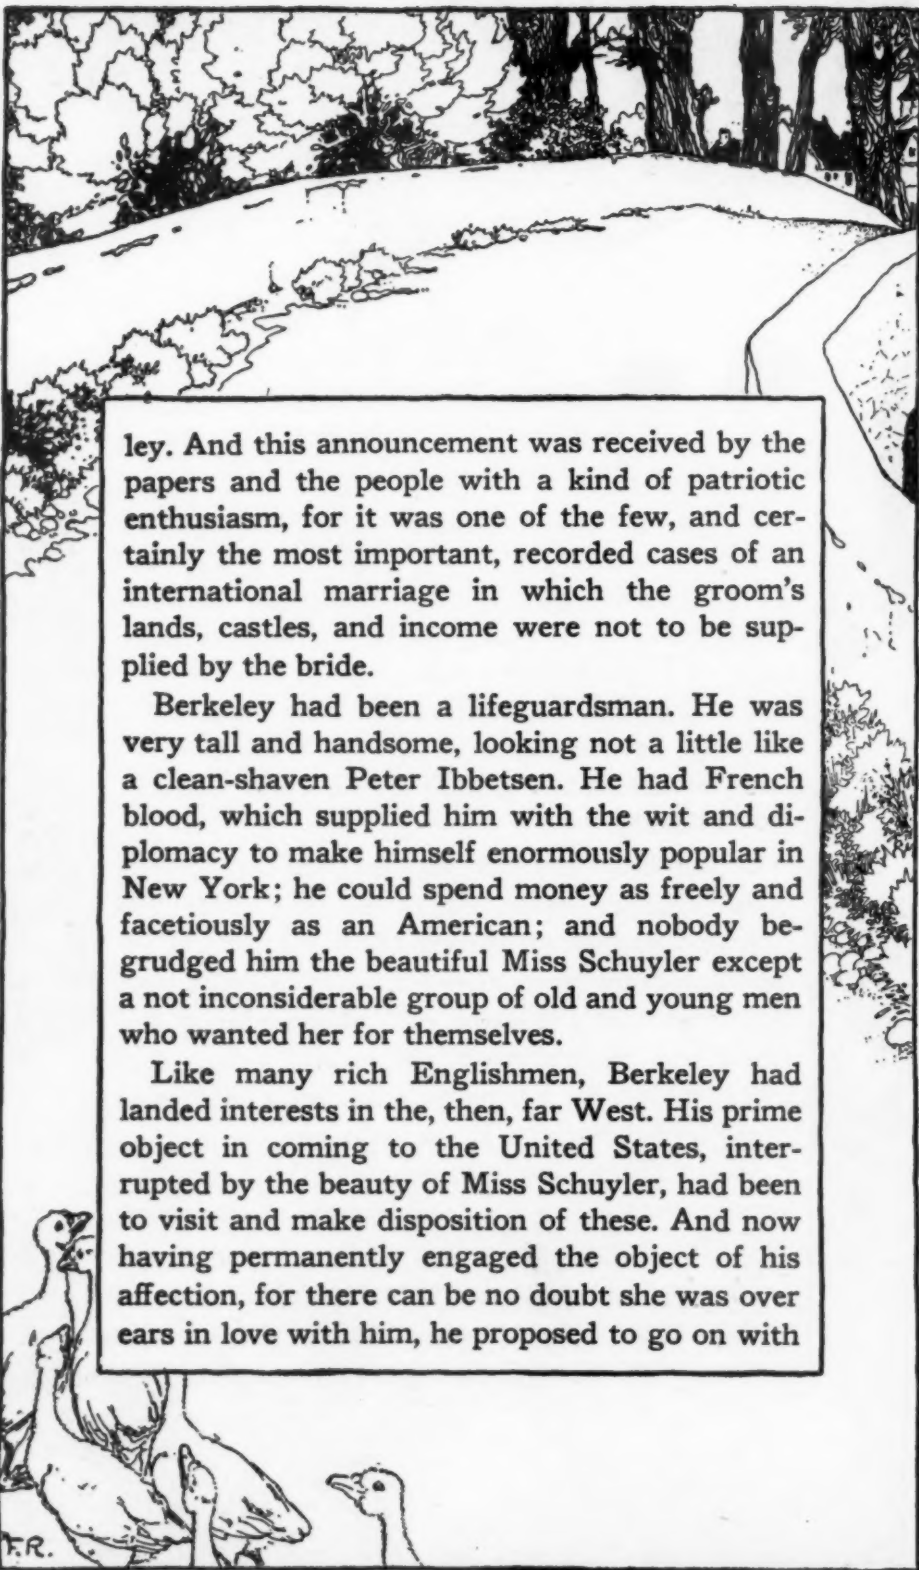 ley. And this announcement was received by the
papers and the people with a kind of patriotic
enthusiasm, for it was one of the few, and cer-
tainly the most important, recorded cases of an
international marriage in which the groom's
lands, castles, and income were not to be sup-
plied by the bride.
Berkeley had been a lifeguardsman. He was
very tall and handsome, looking not a little like
a clean-shaven Peter Ibbetsen. He had French
blood, which supplied him with the wit and di-
plomacy to make himself enormously popular in
New York; he could spend money as freely and
facetiously as an American; and nobody be-
grudged him the beautiful Miss Schuyler except
a not inconsiderable group of old and young men
who wanted her for themselves.
Like many rich Englishmen, Berkeley had
landed interests in the, then, far West. His prime
object in coming to the United States, inter-
rupted by the beauty of Miss Schuyler, had been
to visit and make disposition of these. And now
having permanently engaged the object of his
affection, for there can be no doubt she was over
ears in love with him, he proposed to go on with
F.R.